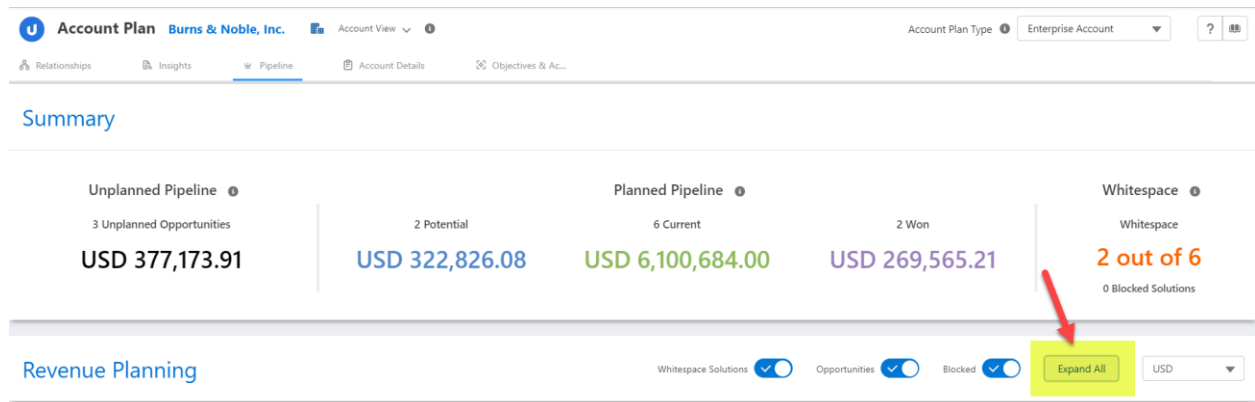 U Account Plan Burns & Noble, Inc. Account View Account Plan Type Enterprise Account ?
Relationships Insights Pipeline Account Details Objectives & Ac...
Summary
Unplanned Pipeline Planned Pipeline Whitespace
3 Unplanned Opportunities 2 Potential 6 Current 2 Won Whitespace
USD 377,173.91 USD 322,826.08 USD 6,100,684.00 USD 269,565.21 2 out of 6
0 Blocked Solutions
Revenue Planning Whitespace Solutions Opportunities Blocked Expand All USD